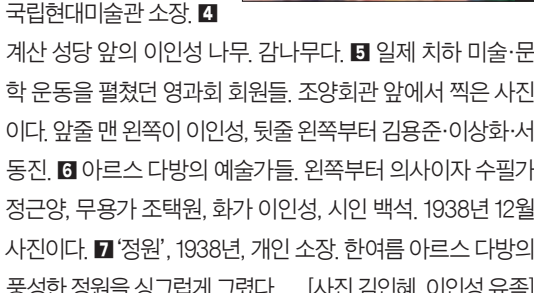 국립현대미술관 소장. 4
계산 성당 앞의 이인성 나무. 감나무다. 5 일제 치하 미술·문
학 운동을 펼쳤던 영과회 회원들. 조양회관 앞에서 찍은 사진
이다. 앞줄 맨 왼쪽이 이인성, 뒷줄 왼쪽부터 김용준·이상화·서
동진. 6 아르스 다방의 예술가들. 왼쪽부터 의사이자 수필가
정근양, 무용가 조택원, 화가 이인성, 시인 백석. 1938년 12월
사진이다. 7 ‘정원’, 1938년, 개인 소장. 한여름 아르스 다방의
풍성한 정원을 싱그럽게 그렸다. [사진 김인혜, 이인성 유족]